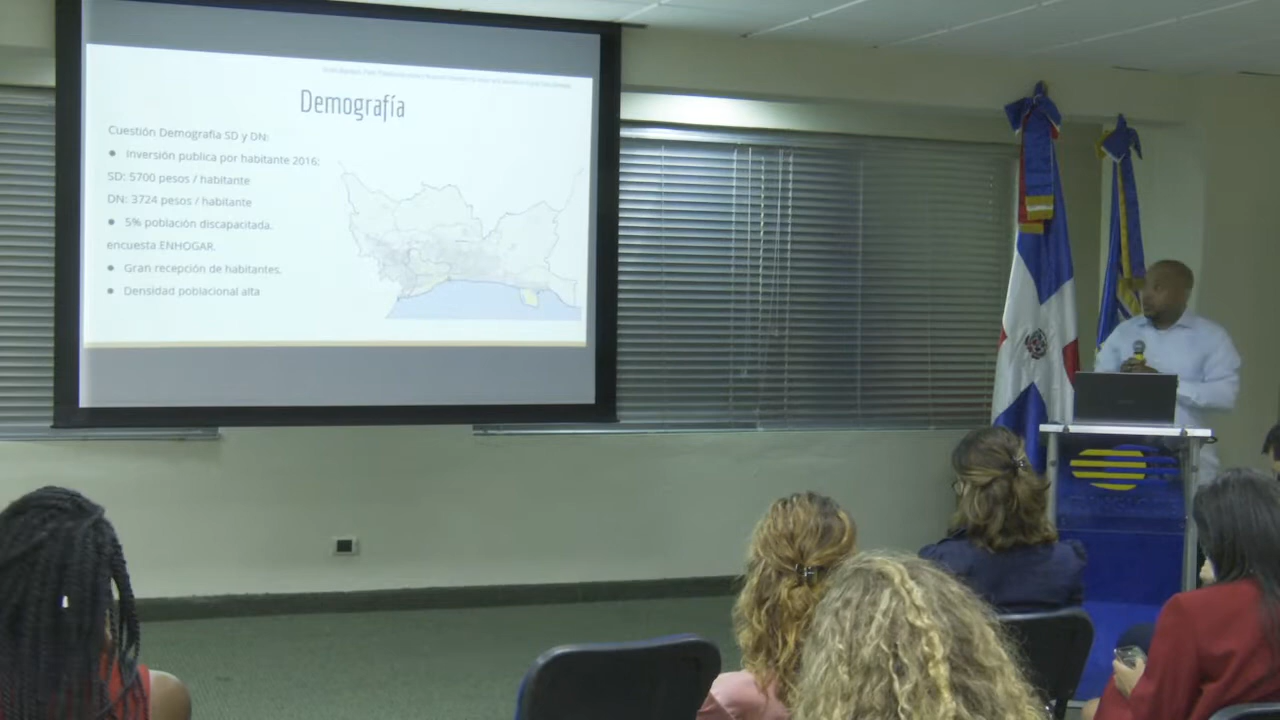 Demografía
Cuestión Demografia SD y DN:
● Inversión publica por habitante 2016:
SD: 5700 pesos / habitante
DN: 3724 pesos / habitante
● 5% población discapacitada.
encuesta ENHOGAR.
● Gran recepción de habitantes.
● Densidad poblacional alta